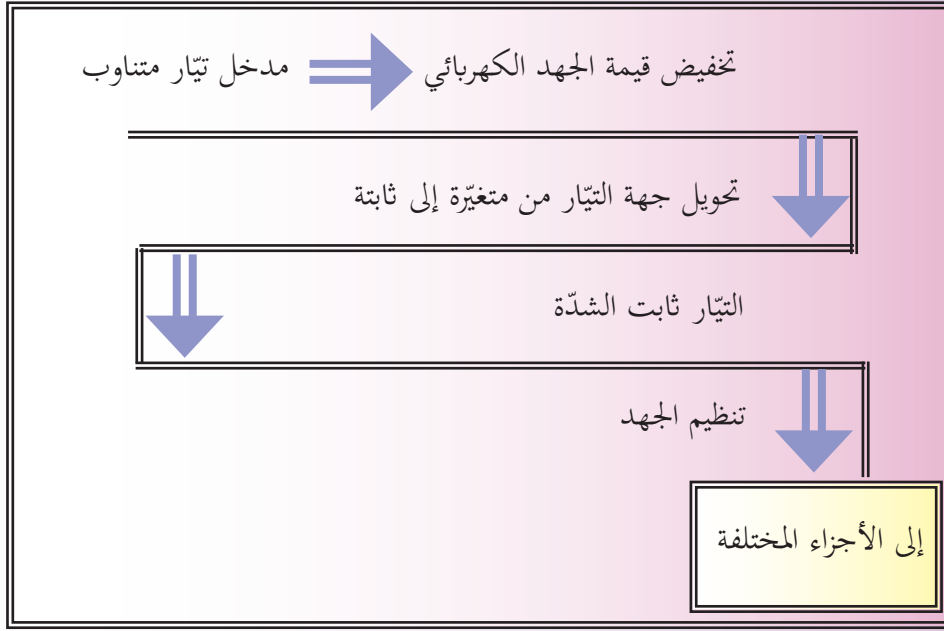 مدخل تيّار متناوب
تخفيض قيمة الجهد الكهربائي
تحويل جهة التيّار من متغيّرة إلى ثابتة
التيّار ثابت الشدّة
تنظيم الجهد
إلى الأجزاء المختلفة